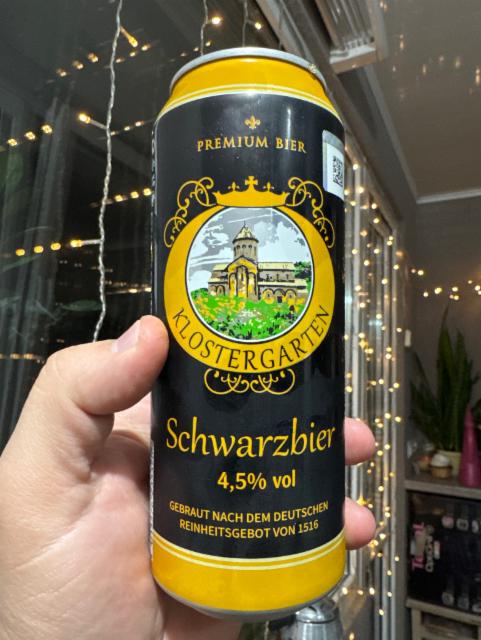 PREMIUM BIER
KLOSTERGARTEN
Schwarzbier
4,5% vol
GEBRAUT NACH DEM DEUTSCHEN
REINHEITSGEBOT VON 1516